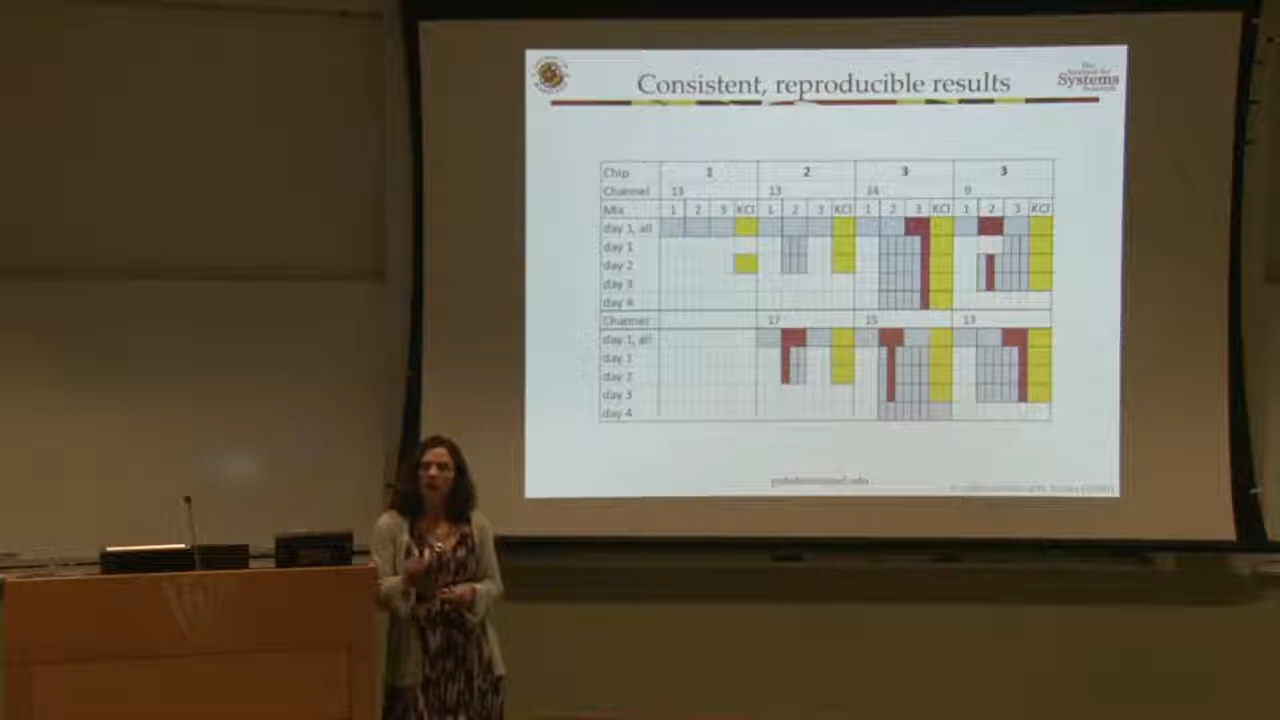 Consistent, reproducible results
The
Institute for
Systems
Research
Chip 1 2 3 3
Channel 13 13 14 9
Mix 1 2 3 KCl 1 2 3 KCl 1 2 3 KCl 1 2 3 KCl
day 1, all
day 1
day 2
day 3
day 4
Channel 17 15 13
day 1, all
day 1
day 2
day 3
day 4
W